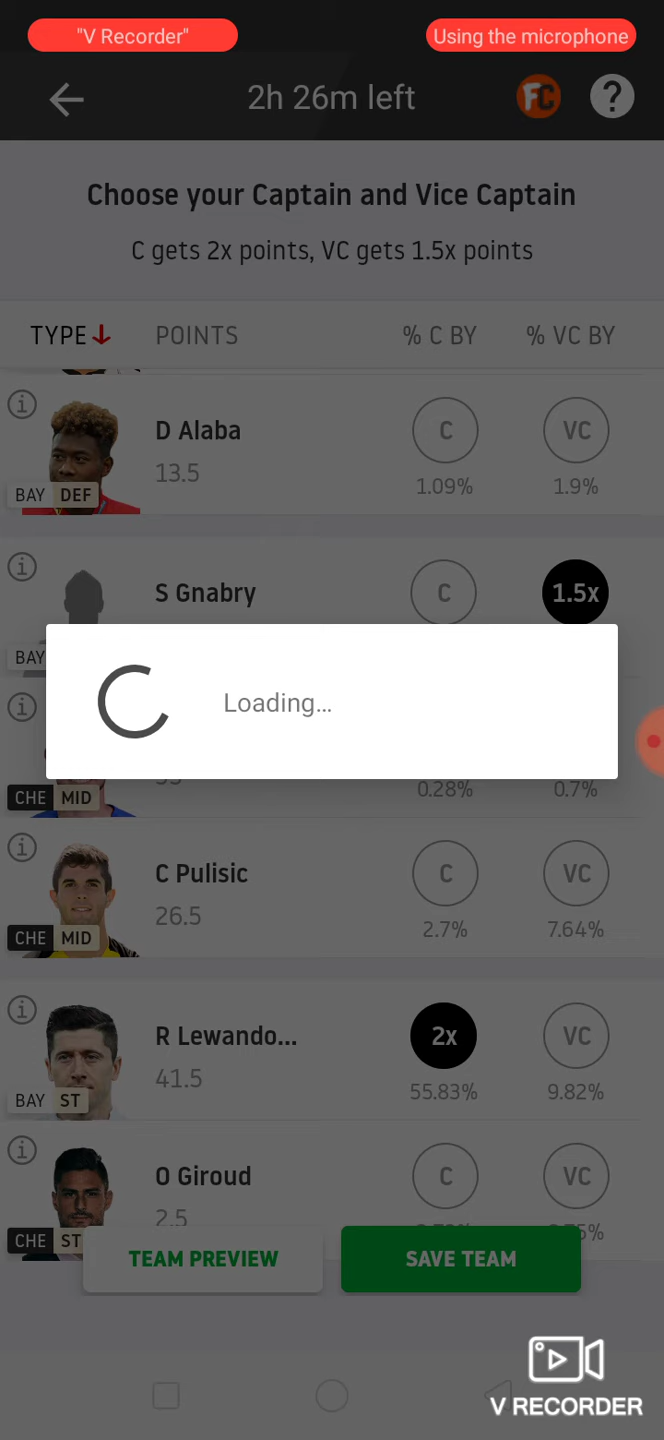 "V Recorder"
Using the microphone
2h 26m left
FC
?
Choose your Captain and Vice Captain
C gets 2x points, VC gets 1.5x points
TYPE POINTS % C BY % VC BY
i
D Alaba
C
VC
13.5
1.09%
1.9%
BAY DEF
i
S Gnabry
C
1.5x
BAY
Loading...
i
0.28%
0.7%
CHE MID
i
C Pulisic
C
VC
26.5
2.7%
7.64%
CHE MID
i
R Lewando...
2x
VC
41.5
55.83%
9.82%
BAY ST
i
O Giroud
C
VC
2.5
CHE ST
TEAM PREVIEW
SAVE TEAM
V RECORDER